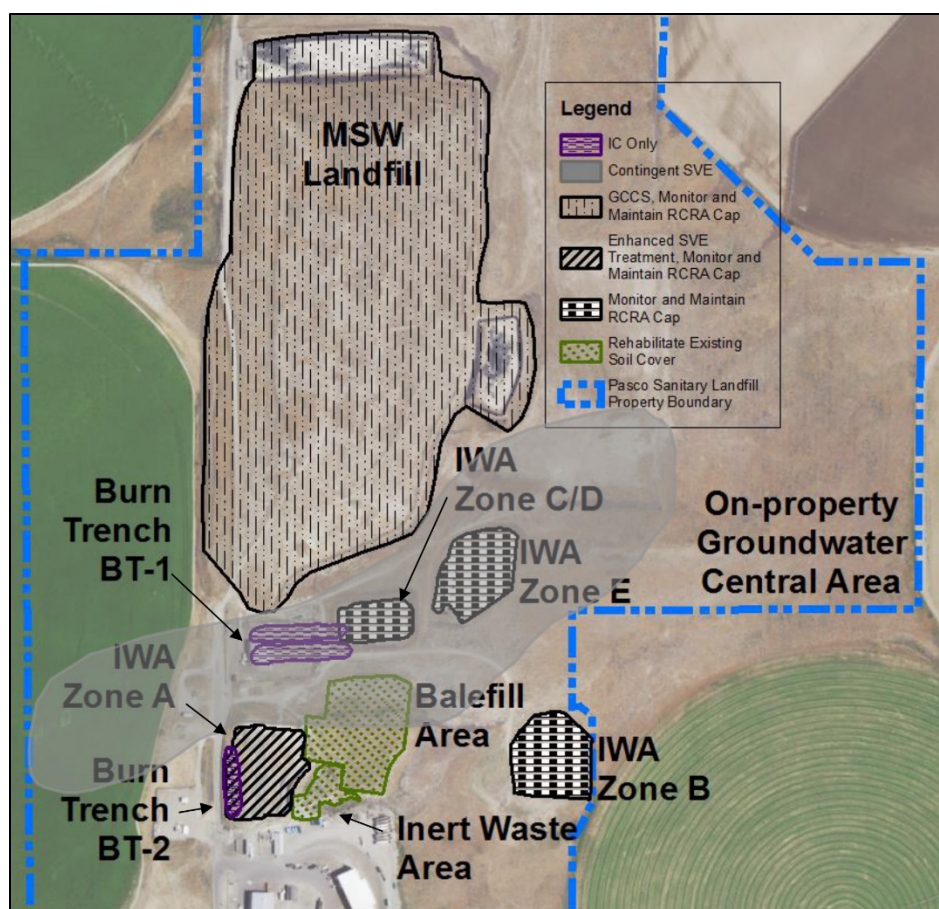 MSW
Landfill
Legend
IC Only
Contingent SVE
GCCS, Monitor and
Maintain RCRA Cap
Enhanced SVE
Treatment, Monitor and
Maintain RCRA Cap
Monitor and Maintain
RCRA Cap
Rehabilitate Existing
Soil Cover
Pasco Sanitary Landfill
Property Boundary
IWA
Zone C/D
Burn
Trench
BT-1
On-property
Groundwater
Central Area
IWA
Zone E
IWA
Zone A
Balefill
Area
IWA
Zone B
Burn
Trench
BT-2
Inert Waste
Area